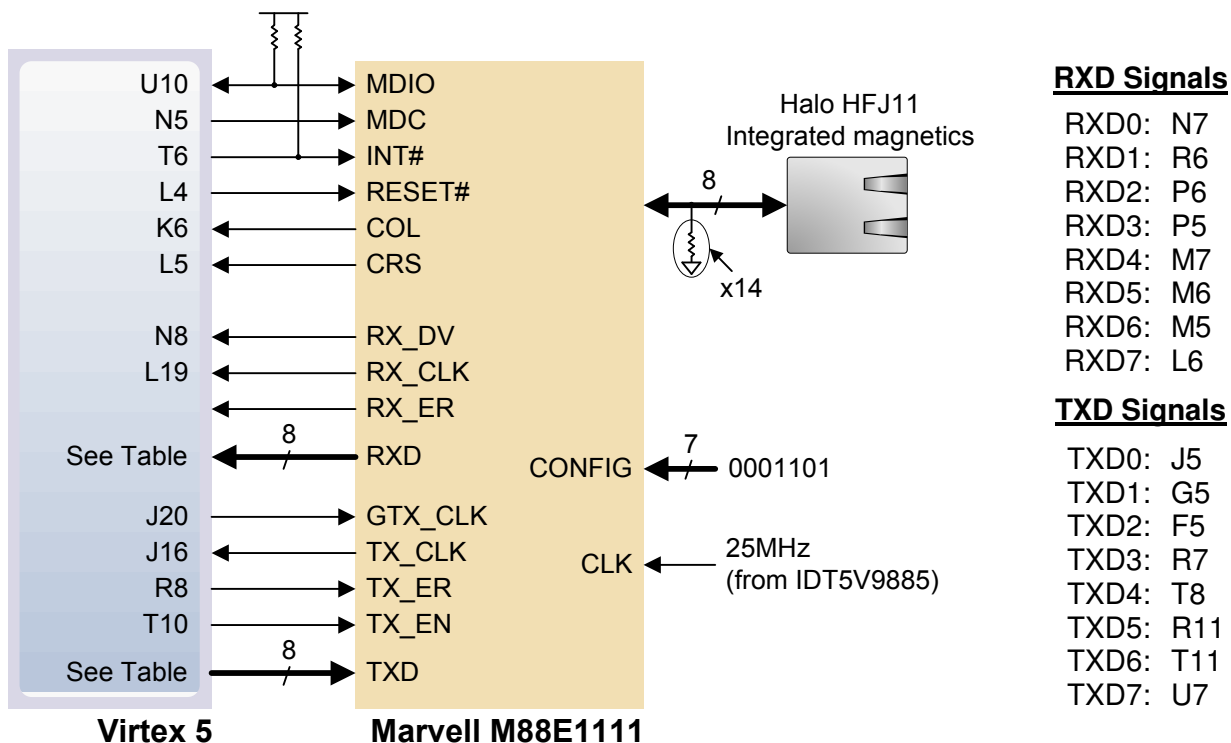 U10 MDIO
N5 MDC
T6 INT#
L4 RESET#
K6 COL
L5 CRS
N8 RX_DV
L19 RX_CLK
RX_ER
See Table 8 RXD
J20 GTX_CLK
J16 TX_CLK
R8 TX_ER
T10 TX_EN
See Table 8 TXD
Virtex 5
Marvell M88E1111
CONFIG 7 0001101
CLK 25MHz
(from IDT5V9885)
Halo HFJ11
Integrated magnetics
8
x14
RXD Signals
RXD0: N7
RXD1: R6
RXD2: P6
RXD3: P5
RXD4: M7
RXD5: M6
RXD6: M5
RXD7: L6
TXD Signals
TXD0: J5
TXD1: G5
TXD2: F5
TXD3: R7
TXD4: T8
TXD5: R11
TXD6: T11
TXD7: U7